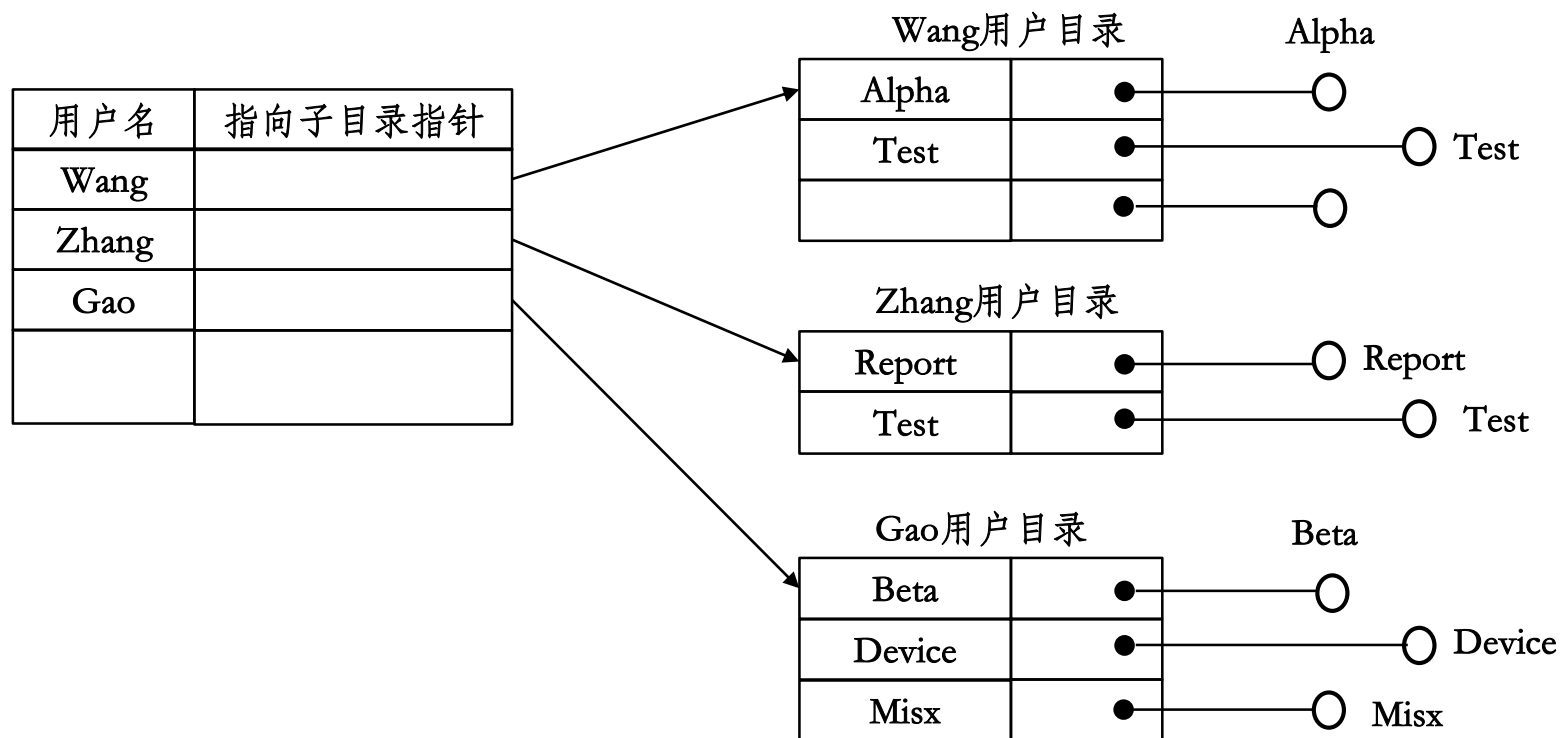 用户名 指向子目录指针
Wang
Zhang
Gao
Wang用户目录 Alpha
Alpha
Test Test
Zhang用户目录
Report Report
Test Test
Gao用户目录 Beta
Beta
Device Device
Misx Misx